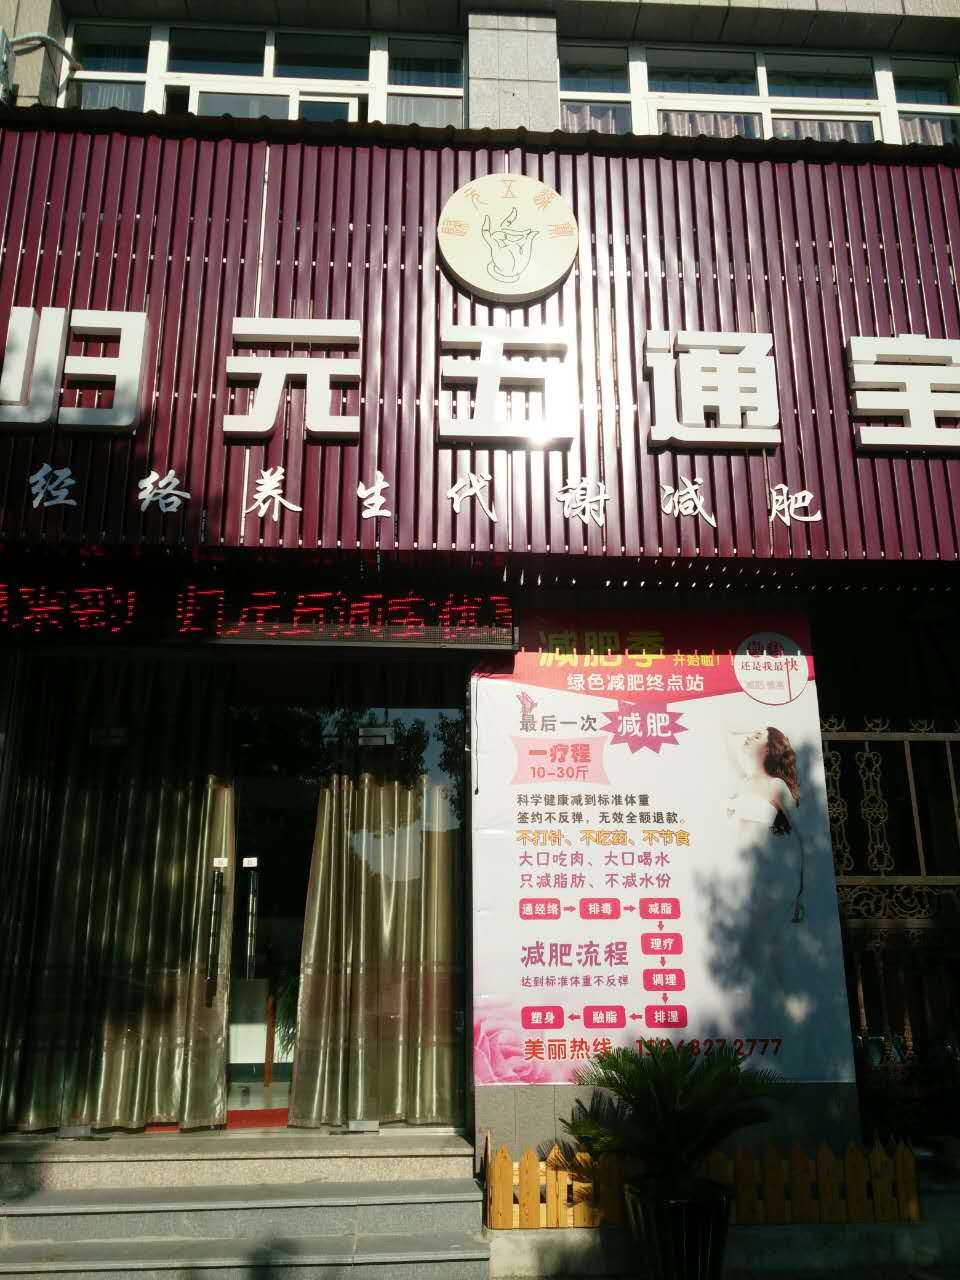 归元五通宝
经络养生代谢减肥
来到! 归元五
减肥季 开始啦!
绿色减肥终点站
还是我最快
最后一次 减肥
一疗程
10-30斤
科学健康减到标准体重
签约不反弹，无效全额退款。
不打针、不吃药、不节食
大口吃肉、大口喝水
只减脂肪、不减水份
通经络 排毒 减脂
理疗
减肥流程
调理
达到标准体重不反弹
塑身 融脂 排湿
美丽热线